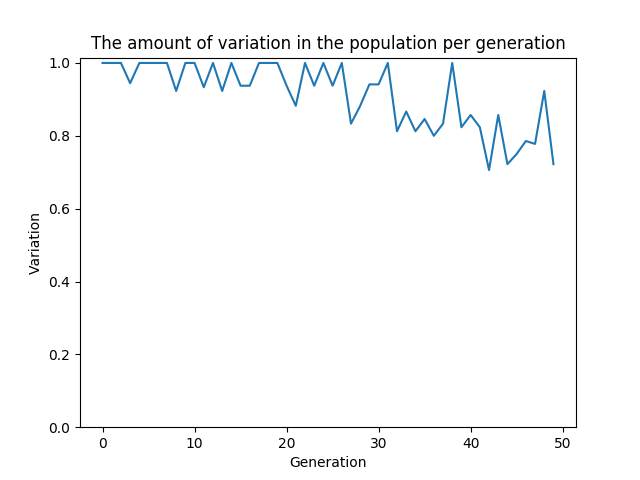 The amount of variation in the population per generation
1.0
0.8
0.6
0.4
0.2
0.0
Variation
0 10 20 30 40 50
Generation